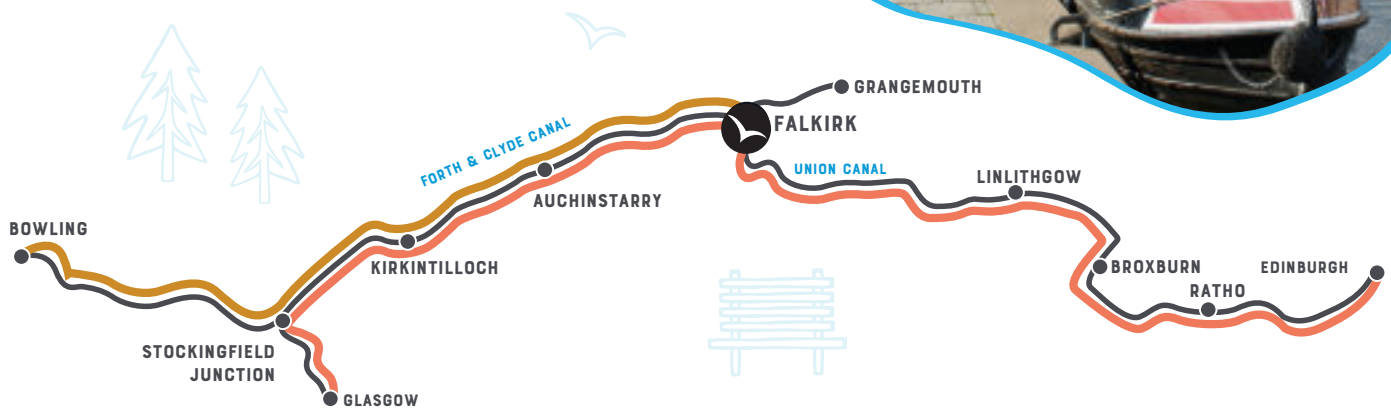 GRANGEMOUTH
FALKIRK
FORTH & CLYDE CANAL
UNION CANAL
LINLITHGOW
AUCHINSTARRY
BOWLING
KIRKINTILLOCH
BROXBURN
EDINBURGH
RATHO
STOCKINGFIELD
JUNCTION
GLASGOW